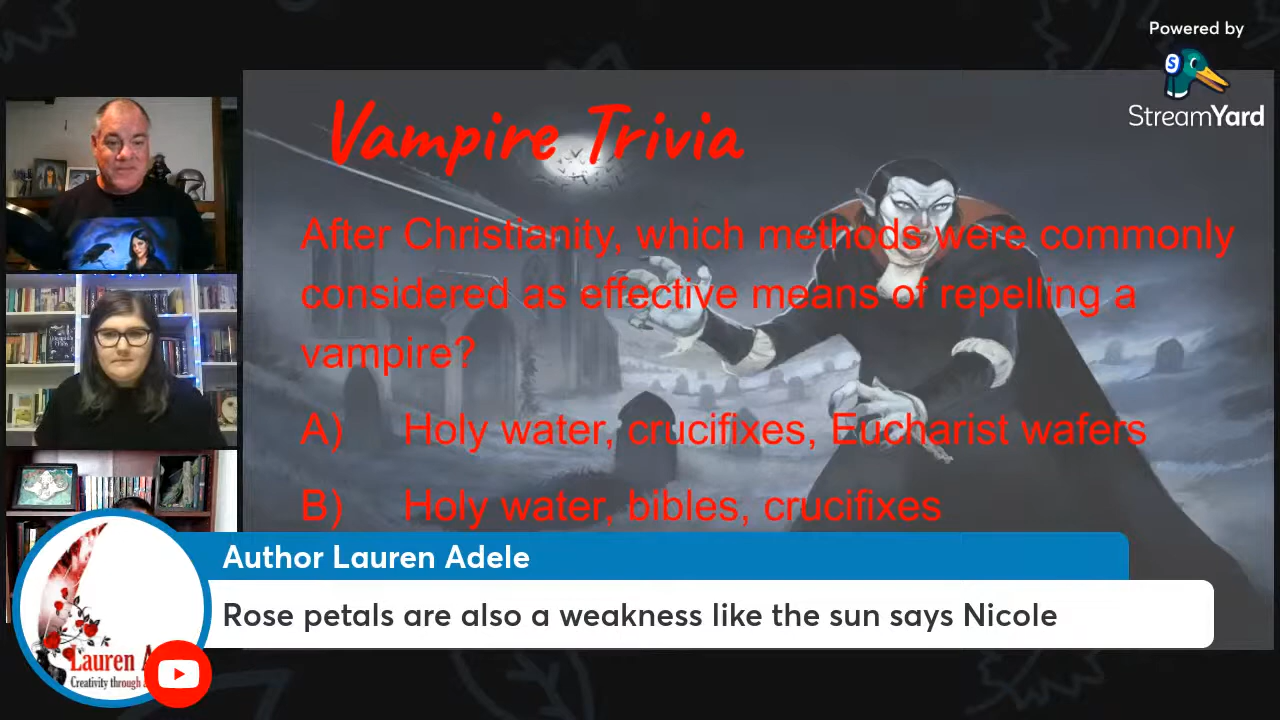 Powered by
StreamYard
Vampire Trivia
After Christianity, which methods were commonly
considered as effective means of repelling a
vampire?
A) Holy water, crucifixes, Eucharist wafers
B) Holy water, bibles, crucifixes
Author Lauren Adele
Rose petals are also a weakness like the sun says Nicole
Lauren A
Creativity through